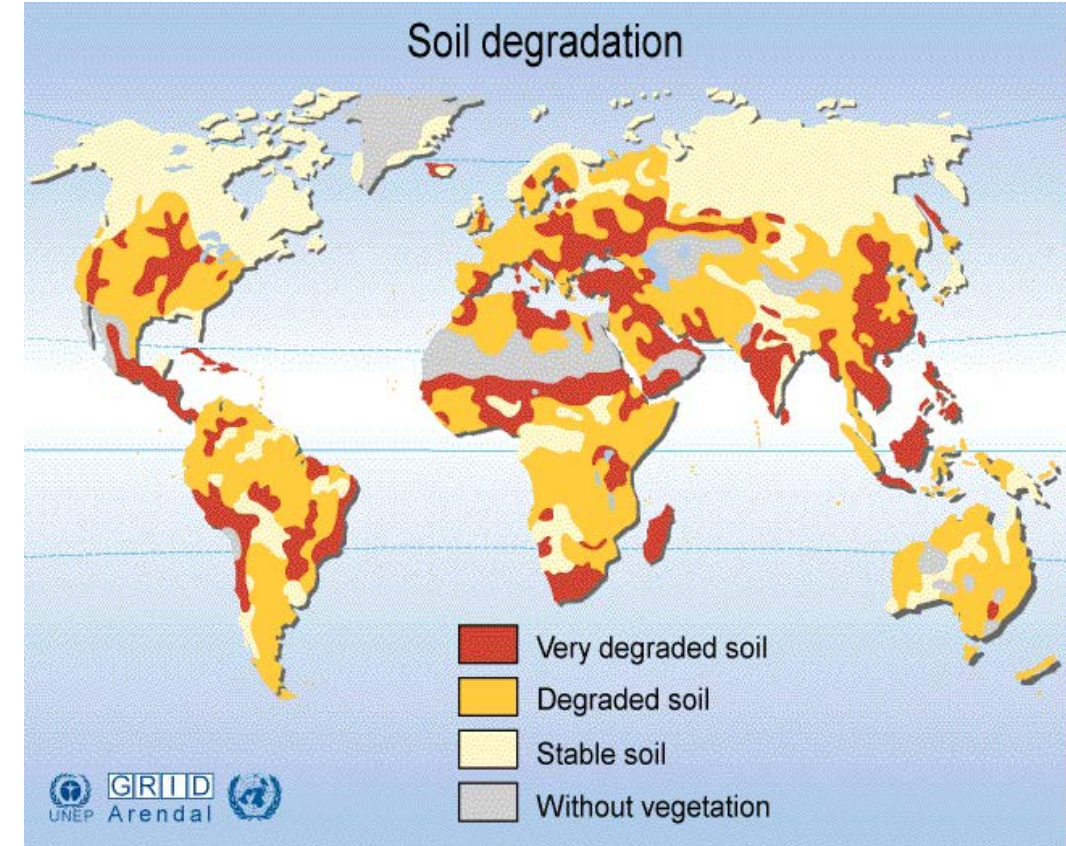 Soil degradation
Very degraded soil
Degraded soil
Stable soil
Without vegetation
UNEP
GRID
Arendal